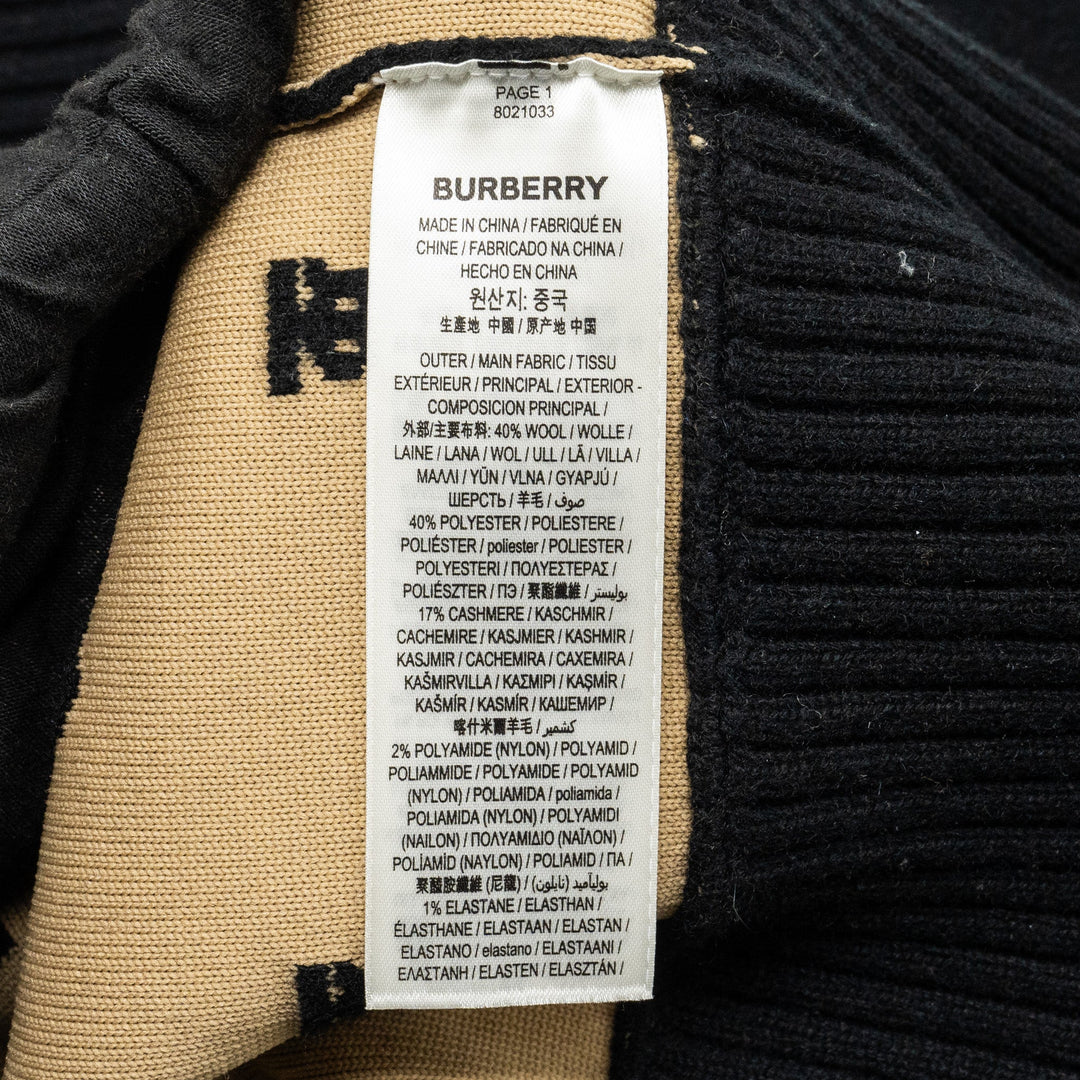 PAGE 1
8021033
BURBERRY
MADE IN CHINA / FABRIQUÉ EN
CHINE / FABRICADO NA CHINA /
HECHO EN CHINA
원산지: 중국
生產地 中國 / 原产地 中国
OUTER / MAIN FABRIC / TISSU
EXTÉRIEUR / PRINCIPAL / EXTERIOR -
COMPOSICION PRINCIPAL /
外部/主要布料: 40% WOOL / WOLLE /
LAINE / LANA / WOL / ULL / LÃ / VILLA /
ΜΑΛΛΙ / YÜN / VLNA / GYAPJÚ /
ШЕРСТЬ / 羊毛 / صوف
40% POLYESTER / POLIESTERE /
POLIÉSTER / poliester / POLIESTER /
POLYESTERI / ΠΟΛΥΕΣΤΕΡΑΣ /
POLIÉSZTER / ПЭ / 聚酯纖維 / بوليستر
17% CASHMERE / KASCHMIR /
CACHEMIRE / KASJMIER / KASHMIR /
KASJMIR / CACHEMIRA / CAXEMIRA /
KAŠMIRVILLA / ΚΑΣΜΙΡΙ / KAŞMİR /
KAŠMÍR / KASMÍR / КАШЕМИР /
喀什米爾羊毛 / كشمير
2% POLYAMIDE (NYLON) / POLYAMID /
POLIAMMIDE / POLYAMIDE / POLYAMID
(NYLON) / POLIAMIDA / poliamida /
POLIAMIDA (NYLON) / POLYAMIDI
(NAILON) / ΠΟΛΥΑΜΙΔΙΟ (ΝΑΪΛΟΝ) /
POLİAMİD (NAYLON) / POLIAMID / ПА /
聚醯胺纖維 (尼龍) / بوليآميد (نايلون)
1% ELASTANE / ELASTHAN /
ÉLASTHANE / ELASTAAN / ELASTAN /
ELASTANO / elastano / ELASTAANI /
ΕΛΑΣΤΑΝΗ / ELASTEN / ELASZTÁN /